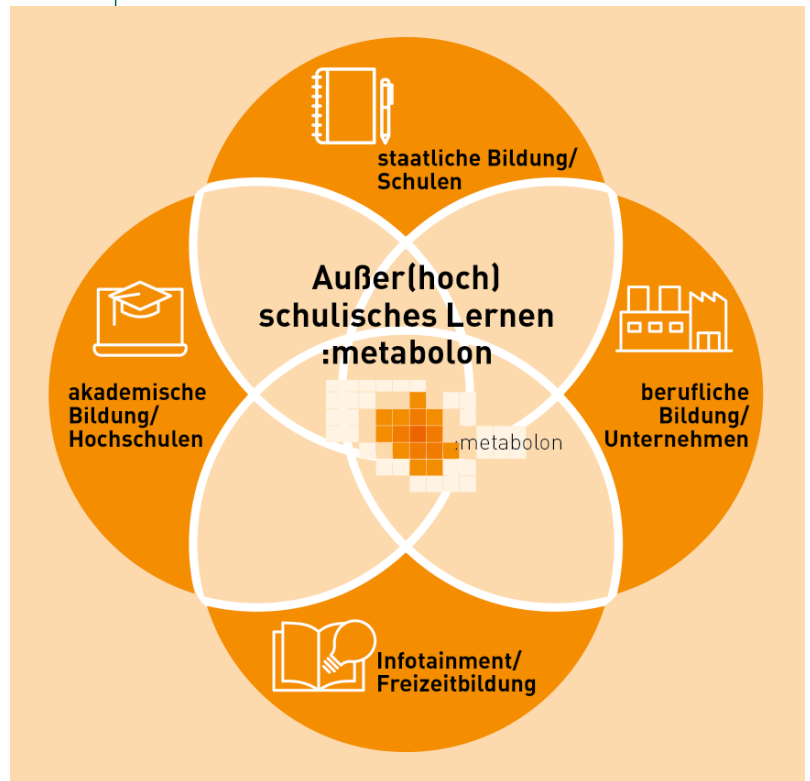 staatliche Bildung/
Schulen
Außer(hoch)
schulisches Lernen
:metabolon
akademische
Bildung/
Hochschulen
berufliche
Bildung/
Unternehmen
:metabolon
Infotainment/
Freizeitbildung